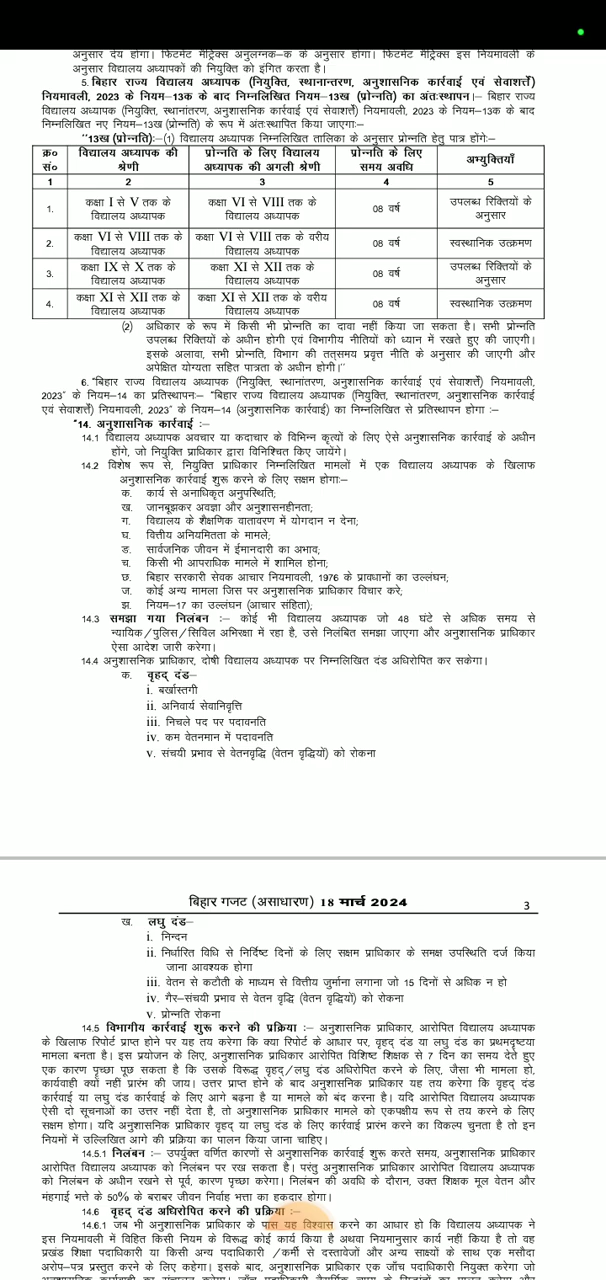 अनुसार देय होगा। फिटमेंट मैट्रिक्स अनुलग्नक–क के अनुसार होगा। फिटमेंट मैट्रिक्स इस नियमावली के
अनुसार विद्यालय अध्यापकों की नियुक्ति को इंगित करता है।
5. बिहार राज्य विद्यालय अध्यापक (नियुक्ति, स्थानान्तरण, अनुशासनिक कार्रवाई एवं सेवाशर्त्तें)
नियमावली, 2023 के नियम–13क के बाद निम्नलिखित नियम–13ख (प्रोन्नति) का अंतःस्थापन।– बिहार राज्य
विद्यालय अध्यापक (नियुक्ति, स्थानांतरण, अनुशासनिक कार्रवाई एवं सेवाशर्त्तें) नियमावली, 2023 के नियम–13क के बाद
निम्नलिखित नए नियम–13ख (प्रोन्नति) के रूप में अंतःस्थापित किया जाएगाः–
"13ख (प्रोन्नति):–(1) विद्यालय अध्यापक निम्नलिखित तालिका के अनुसार प्रोन्नति हेतु पात्र होंगेः–
क्र० सं० विद्यालय अध्यापक की श्रेणी प्रोन्नति के लिए विद्यालय अध्यापक की अगली श्रेणी प्रोन्नति के लिए समय अवधि अभ्युक्तियाँ
1 2 3 4 5
1. कक्षा I से V तक के विद्यालय अध्यापक कक्षा VI से VIII तक के विद्यालय अध्यापक 08 वर्ष उपलब्ध रिक्तियों के अनुसार
2. कक्षा VI से VIII तक के विद्यालय अध्यापक कक्षा VI से VIII तक के वरीय विद्यालय अध्यापक 08 वर्ष स्वस्थानिक उत्क्रमण
3. कक्षा IX से X तक के विद्यालय अध्यापक कक्षा XI से XII तक के विद्यालय अध्यापक 08 वर्ष उपलब्ध रिक्तियों के अनुसार
4. कक्षा XI से XII तक के विद्यालय अध्यापक कक्षा XI से XII तक के वरीय विद्यालय अध्यापक 08 वर्ष स्वस्थानिक उत्क्रमण
(2) अधिकार के रूप में किसी भी प्रोन्नति का दावा नहीं किया जा सकता है। सभी प्रोन्नति
उपलब्ध रिक्तियों के अधीन होगी एवं विभागीय नीतियों को ध्यान में रखते हुए की जाएगी।
इसके अलावा, सभी प्रोन्नति, विभाग की तत्समय प्रवृत्त नीति के अनुसार की जाएगी और
अपेक्षित योग्यता सहित पात्रता के अधीन होगी।"
6. "बिहार राज्य विद्यालय अध्यापक (नियुक्ति, स्थानांतरण, अनुशासनिक कार्रवाई एवं सेवाशर्त्तें) नियमावली,
2023" के नियम–14 का प्रतिस्थापनः– "बिहार राज्य विद्यालय अध्यापक (नियुक्ति, स्थानांतरण, अनुशासनिक कार्रवाई
एवं सेवाशर्त्तें) नियमावली, 2023" के नियम–14 (अनुशासनिक कार्रवाई) का निम्नलिखित से प्रतिस्थापन होगा :–
"14. अनुशासनिक कार्रवाई :–
14.1 विद्यालय अध्यापक अवचार या कदाचार के विभिन्न कृत्यों के लिए ऐसे अनुशासनिक कार्रवाई के अधीन
होंगे, जो नियुक्ति प्राधिकार द्वारा विनिश्चित किए जायेंगे।
14.2 विशेष रूप से, नियुक्ति प्राधिकार निम्नलिखित मामलों में एक विद्यालय अध्यापक के खिलाफ
अनुशासनिक कार्रवाई शुरू करने के लिए सक्षम होगाः–
क. कार्य से अनाधिकृत अनुपस्थिति;
ख. जानबूझकर अवज्ञा और अनुशासनहीनता;
ग. विद्यालय के शैक्षणिक वातावरण में योगदान न देना;
घ. वित्तीय अनियमितता के मामले;
ङ. सार्वजनिक जीवन में ईमानदारी का अभाव;
च. किसी भी आपराधिक मामले में शामिल होना;
छ. बिहार सरकारी सेवक आचार नियमावली, 1976 के प्रावधानों का उल्लंघन;
ज. कोई अन्य मामला जिस पर अनुशासनिक प्राधिकार विचार करे;
झ. नियम–17 का उल्लंघन (आचार संहिता);
14.3 समझा गया निलंबन :– कोई भी विद्यालय अध्यापक जो 48 घंटे से अधिक समय से
न्यायिक/पुलिस/सिविल अभिरक्षा में रहा है, उसे निलंबित समझा जाएगा और अनुशासनिक प्राधिकार
ऐसा आदेश जारी करेगा।
14.4 अनुशासनिक प्राधिकार, दोषी विद्यालय अध्यापक पर निम्नलिखित दंड अधिरोपित कर सकेगा।
क. वृहद् दंड–
i. बर्खास्तगी
ii. अनिवार्य सेवानिवृत्ति
iii. निचले पद पर पदावनति
iv. कम वेतनमान में पदावनति
v. संचयी प्रभाव से वेतनवृद्धि (वेतन वृद्धियों) को रोकना
बिहार गजट (असाधारण) 18 मार्च 2024 3
ख. लघु दंड–
i. निन्दन
ii. निर्धारित विधि से निर्दिष्ट दिनों के लिए सक्षम प्राधिकार के समक्ष उपस्थिति दर्ज किया
जाना आवश्यक होगा
iii. वेतन से कटौती के माध्यम से वित्तीय जुर्माना लगाना जो 15 दिनों से अधिक न हो
iv. गैर–संचयी प्रभाव से वेतन वृद्धि (वेतन वृद्धियों) को रोकना
v. प्रोन्नति रोकना
14.5 विभागीय कार्रवाई शुरू करने की प्रक्रिया :– अनुशासनिक प्राधिकार, आरोपित विद्यालय अध्यापक
के खिलाफ रिपोर्ट प्राप्त होने पर यह तय करेगा कि क्या रिपोर्ट के आधार पर, वृहद् दंड या लघु दंड का प्रथमदृष्टया
मामला बनता है। इस प्रयोजन के लिए, अनुशासनिक प्राधिकार आरोपित विशिष्ट शिक्षक से 7 दिन का समय देते हुए
एक कारण पृच्छा पूछ सकता है कि उसके विरूद्ध वृहद्/लघु दंड अधिरोपित करने के लिए, जैसा भी मामला हो,
कार्यवाही क्यों नहीं प्रारंभ की जाय। उत्तर प्राप्त होने के बाद अनुशासनिक प्राधिकार यह तय करेगा कि वृहद् दंड
कार्रवाई या लघु दंड कार्रवाई के लिए आगे बढ़ना है या मामले को बंद करना है। यदि आरोपित विद्यालय अध्यापक
ऐसी दो सूचनाओं का उत्तर नहीं देता है, तो अनुशासनिक प्राधिकार मामले को एकपक्षीय रूप से तय करने के लिए
सक्षम होगा। यदि अनुशासनिक प्राधिकार वृहद् या लघु दंड के लिए कार्रवाई प्रारंभ करने का विकल्प चुनता है तो इन
नियमों में उल्लिखित आगे की प्रक्रिया का पालन किया जाना चाहिए।
14.5.1 निलंबन :– उपर्युक्त वर्णित कारणों से अनुशासनिक कार्रवाई शुरू करते समय, अनुशासनिक प्राधिकार
आरोपित विद्यालय अध्यापक को निलंबन पर रख सकता है। परंतु अनुशासनिक प्राधिकार आरोपित विद्यालय अध्यापक
को निलंबन के अधीन रखने से पूर्व, कारण पृच्छा करेगा। निलंबन की अवधि के दौरान, उक्त शिक्षक मूल वेतन और
मंहगाई भत्ते के 50% के बराबर जीवन निर्वाह भत्ता का हकदार होगा।
14.6 वृहद् दंड अधिरोपित करने की प्रक्रिया :–
14.6.1 जब भी अनुशासनिक प्राधिकार के पास यह विश्वास करने का आधार हो कि विद्यालय अध्यापक ने
इस नियमावली में विहित किसी नियम के विरूद्ध कोई कार्य किया है अथवा नियमानुसार कार्य नहीं किया है तो वह
प्रखंड शिक्षा पदाधिकारी या किसी अन्य पदाधिकारी /कर्मी से दस्तावेजों और अन्य साक्ष्यों के साथ एक मसौदा
आरोप–पत्र प्रस्तुत करने के लिए कहेगा। इसके बाद, अनुशासनिक प्राधिकार एक जाँच पदाधिकारी नियुक्त करेगा जो